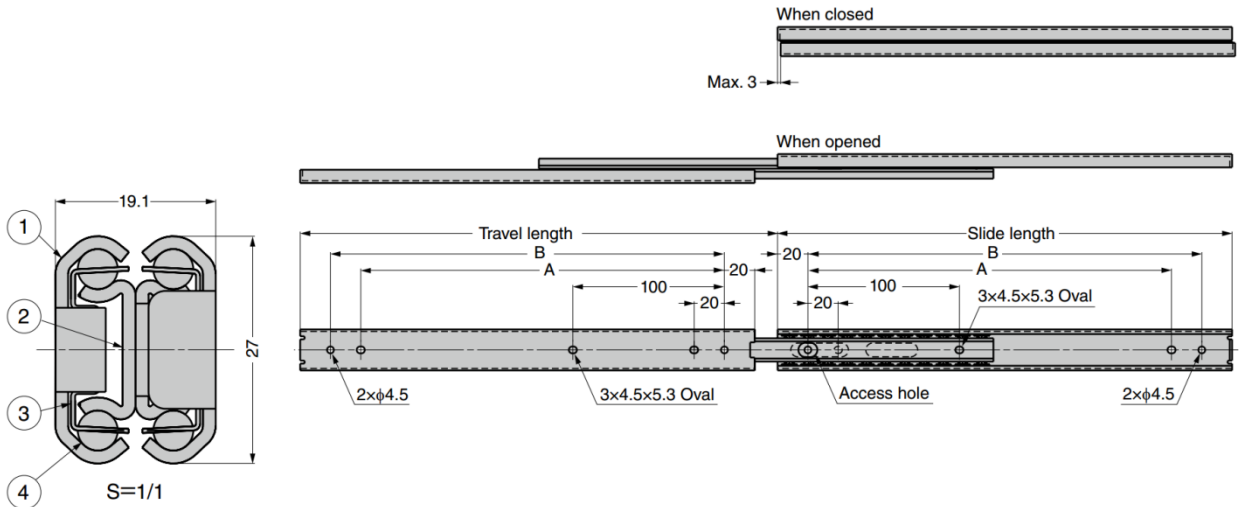 When closed
Max. 3
When opened
19.1
Travel length
Slide length
B
20
B
A
20
A
100
100
20
20
3×4.5×5.3 Oval
1
2
3
4
27
2×φ4.5
3×4.5×5.3 Oval
Access hole
2×φ4.5
S=1/1